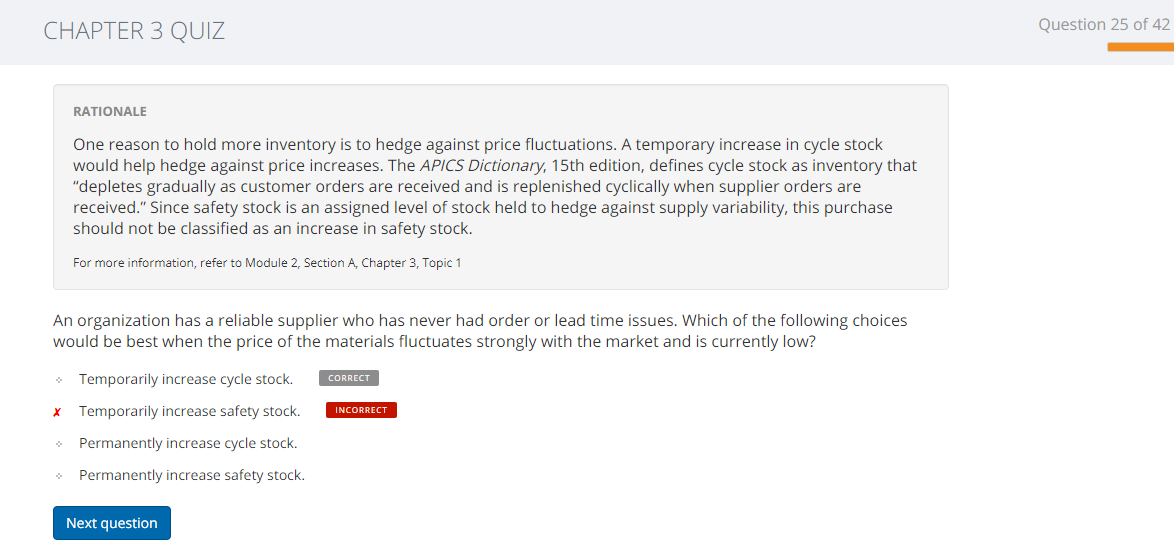 CHAPTER 3 QUIZ
Question 25 of 42
RATIONALE
One reason to hold more inventory is to hedge against price fluctuations. A temporary increase in cycle stock
would help hedge against price increases. The APICS Dictionary, 15th edition, defines cycle stock as inventory that
“depletes gradually as customer orders are received and is replenished cyclically when supplier orders are
received.” Since safety stock is an assigned level of stock held to hedge against supply variability, this purchase
should not be classified as an increase in safety stock.
For more information, refer to Module 2, Section A, Chapter 3, Topic 1
An organization has a reliable supplier who has never had order or lead time issues. Which of the following choices
would be best when the price of the materials fluctuates strongly with the market and is currently low?
Temporarily increase cycle stock. CORRECT
✗ Temporarily increase safety stock. INCORRECT
Permanently increase cycle stock.
Permanently increase safety stock.
Next question